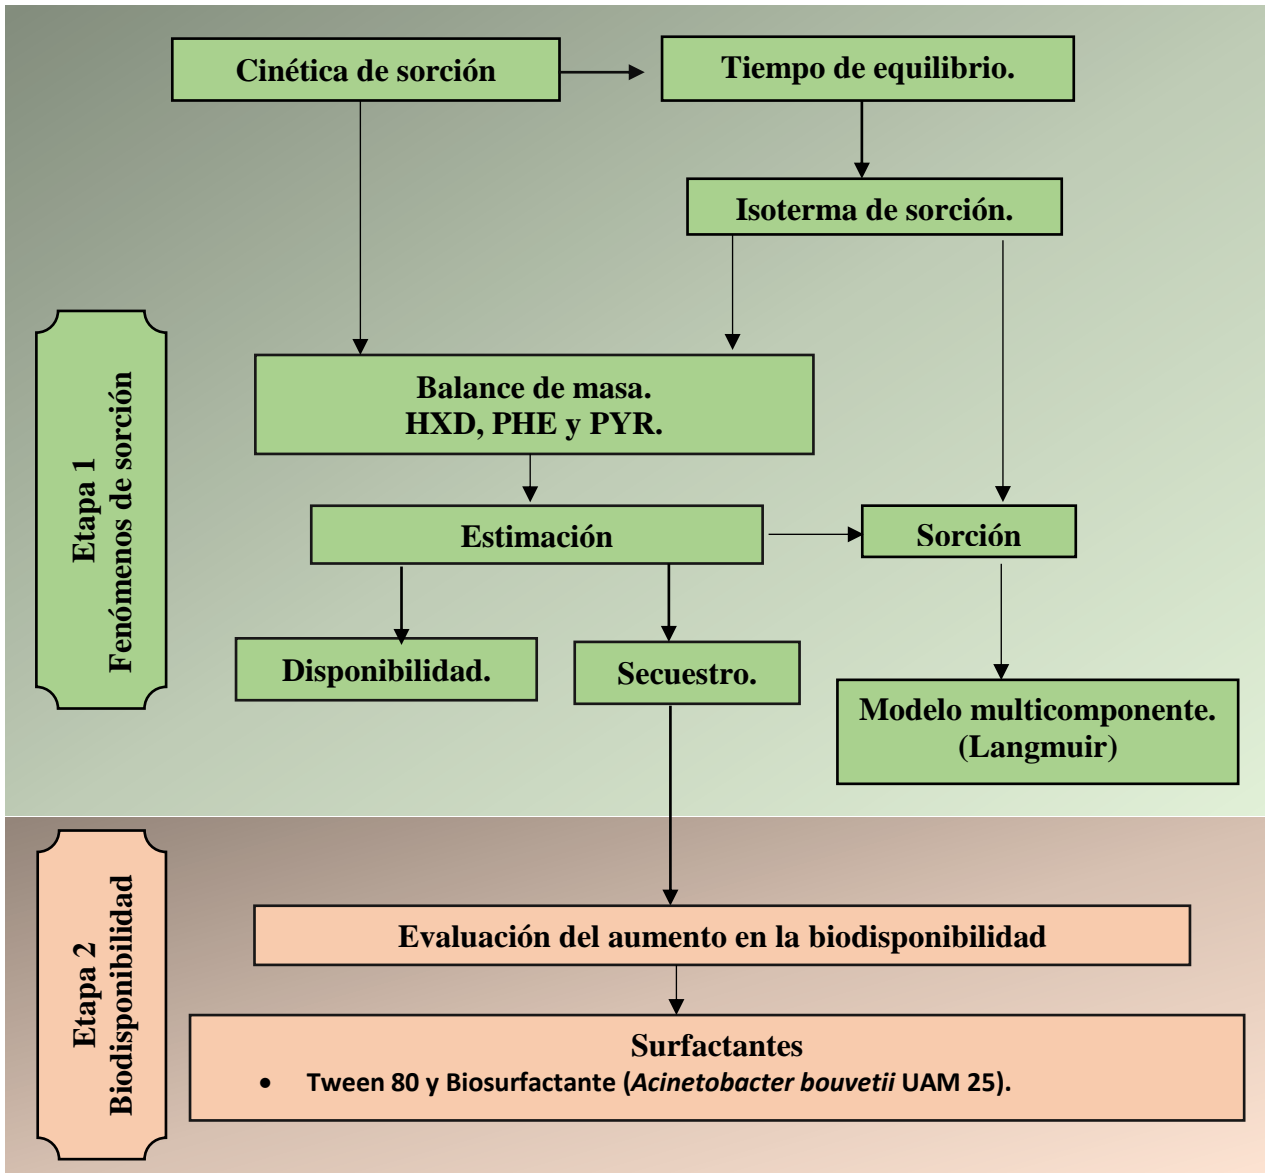 Cinética de sorción
Tiempo de equilibrio.
Isoterma de sorción.
Etapa 1
Fenómenos de sorción
Balance de masa.
HXD, PHE y PYR.
Estimación
Sorción
Disponibilidad.
Secuestro.
Modelo multicomponente.
(Langmuir)
Etapa 2
Biodisponibilidad
Evaluación del aumento en la biodisponibilidad
Surfactantes
• Tween 80 y Biosurfactante (Acinetobacter bouvetii UAM 25).